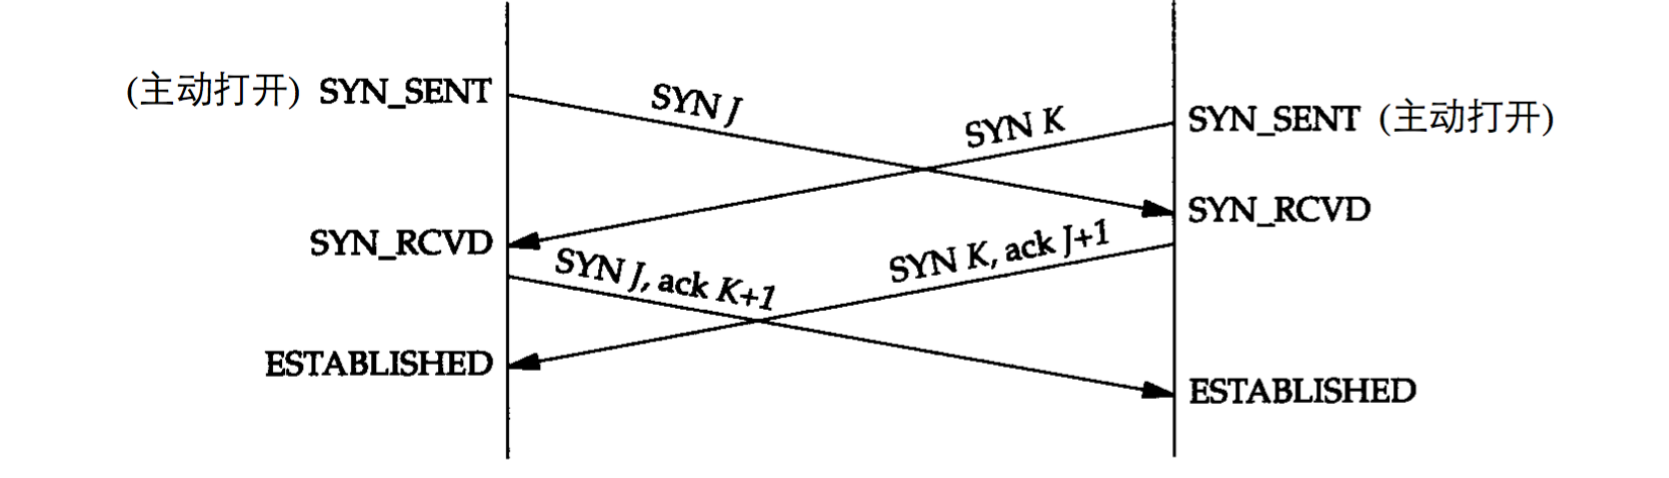 (主动打开) SYN_SENT
SYN J
SYN K
SYN_SENT (主动打开)
SYN_RCVD
SYN_RCVD
SYN J, ack K+1
SYN K, ack J+1
ESTABLISHED
ESTABLISHED